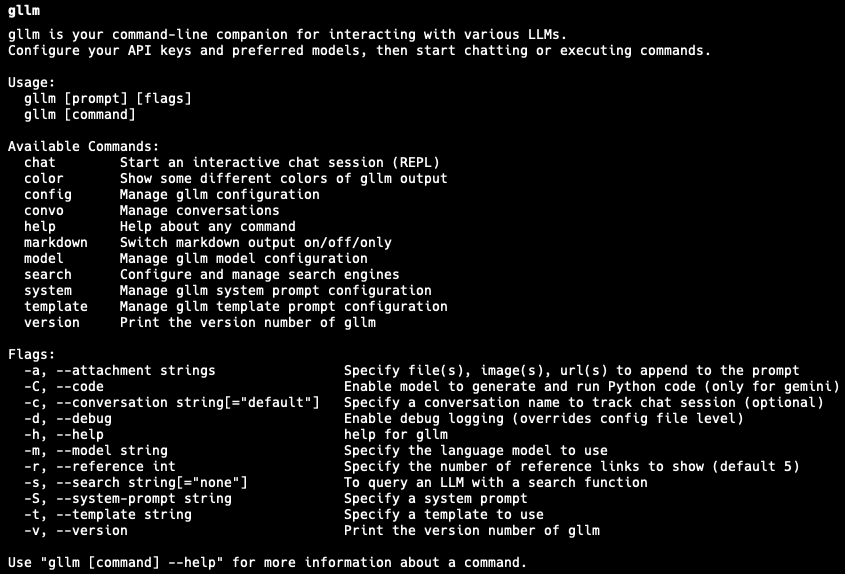 gllm
gllm is your command-line companion for interacting with various LLMs.
Configure your API keys and preferred models, then start chatting or executing commands.

Usage:
  gllm [prompt] [flags]
  gllm [command]

Available Commands:
  chat        Start an interactive chat session (REPL)
  color       Show some different colors of gllm output
  config      Manage gllm configuration
  convo       Manage conversations
  help        Help about any command
  markdown    Switch markdown output on/off/only
  model       Manage gllm model configuration
  search      Configure and manage search engines
  system      Manage gllm system prompt configuration
  template    Manage gllm template prompt configuration
  version     Print the version number of gllm

Flags:
  -a, --attachment strings                Specify file(s), image(s), url(s) to append to the prompt
  -C, --code                              Enable model to generate and run Python code (only for gemini)
  -c, --conversation string[="default"]   Specify a conversation name to track chat session (optional)
  -d, --debug                             Enable debug logging (overrides config file level)
  -h, --help                              help for gllm
  -m, --model string                      Specify the language model to use
  -r, --reference int                     Specify the number of reference links to show (default 5)
  -s, --search string[="none"]            To query an LLM with a search function
  -S, --system-prompt string              Specify a system prompt
  -t, --template string                   Specify a template to use
  -v, --version                           Print the version number of gllm

Use "gllm [command] --help" for more information about a command.